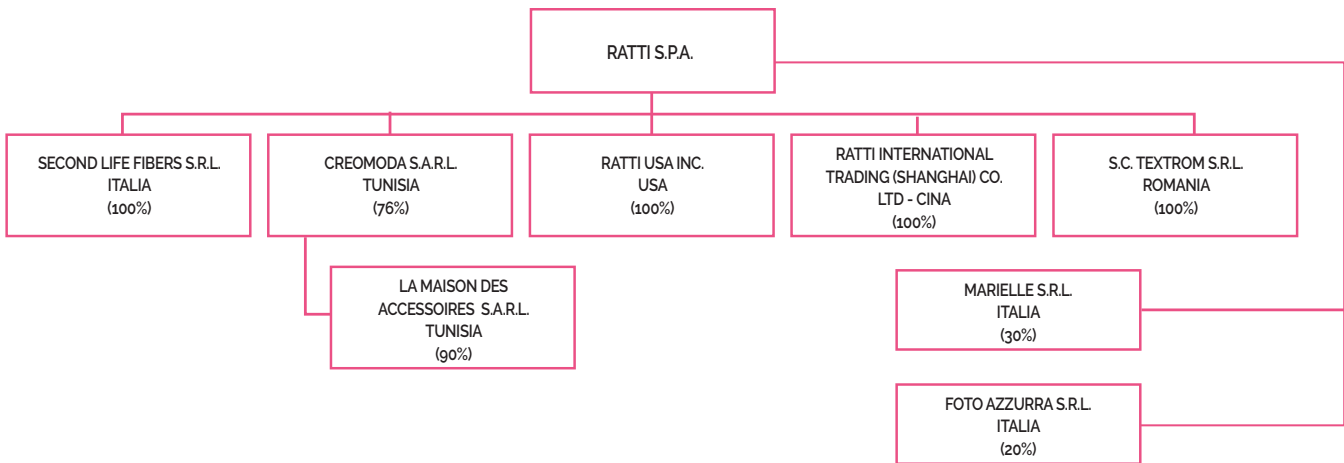 RATTI S.P.A.
SECOND LIFE FIBERS S.R.L.
ITALIA
(100%)
CREOMODA S.A.R.L.
TUNISIA
(76%)
RATTI USA INC.
USA
(100%)
RATTI INTERNATIONAL
TRADING (SHANGHAI) CO.
LTD - CINA
(100%)
S.C. TEXTROM S.R.L.
ROMANIA
(100%)
LA MAISON DES
ACCESSOIRES S.A.R.L.
TUNISIA
(90%)
MARIELLE S.R.L.
ITALIA
(30%)
FOTO AZZURRA S.R.L.
ITALIA
(20%)